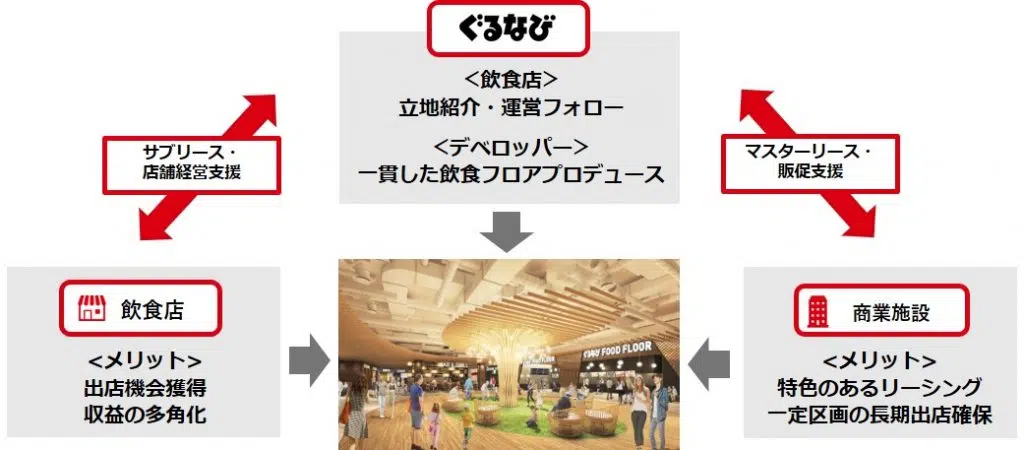 ぐるなび
<飲食店>
立地紹介・運営フォロー
<デベロッパー>
一貫した飲食フロアプロデュース
サブリース・
店舗経営支援
マスターリース・
販促支援
飲食店
<メリット>
出店機会獲得
収益の多角化
ぐるなび FOOD FLOOR
商業施設
<メリット>
特色のあるリーシング
一定区画の長期出店確保